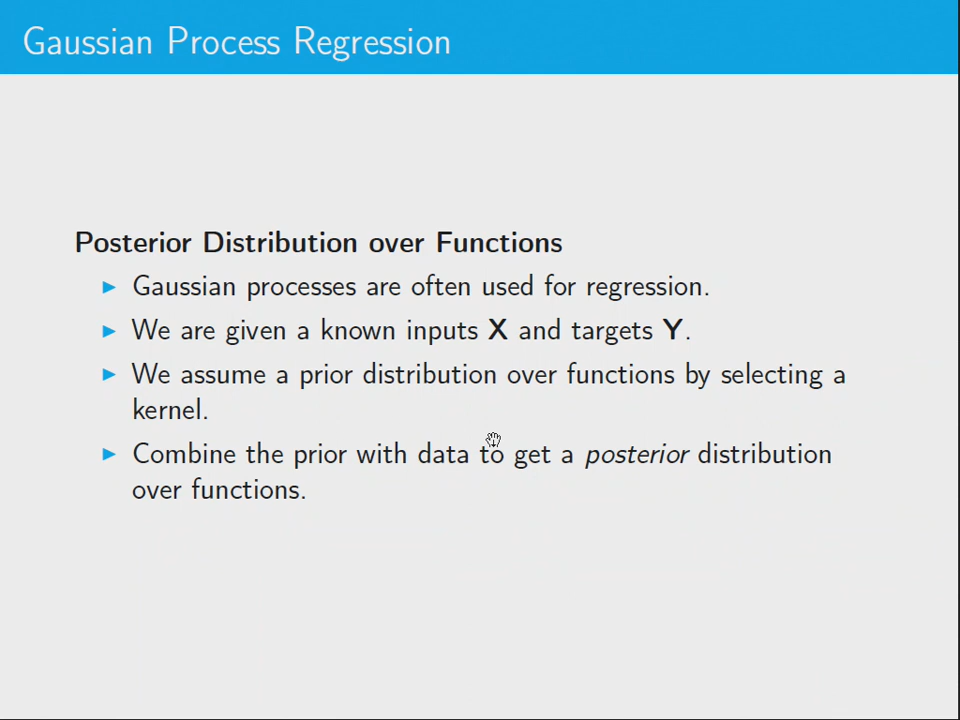 Gaussian Process Regression
Posterior Distribution over Functions
▶ Gaussian processes are often used for regression.
▶ We are given a known inputs X and targets Y.
▶ We assume a prior distribution over functions by selecting a
kernel.
▶ Combine the prior with data to get a posterior distribution
over functions.